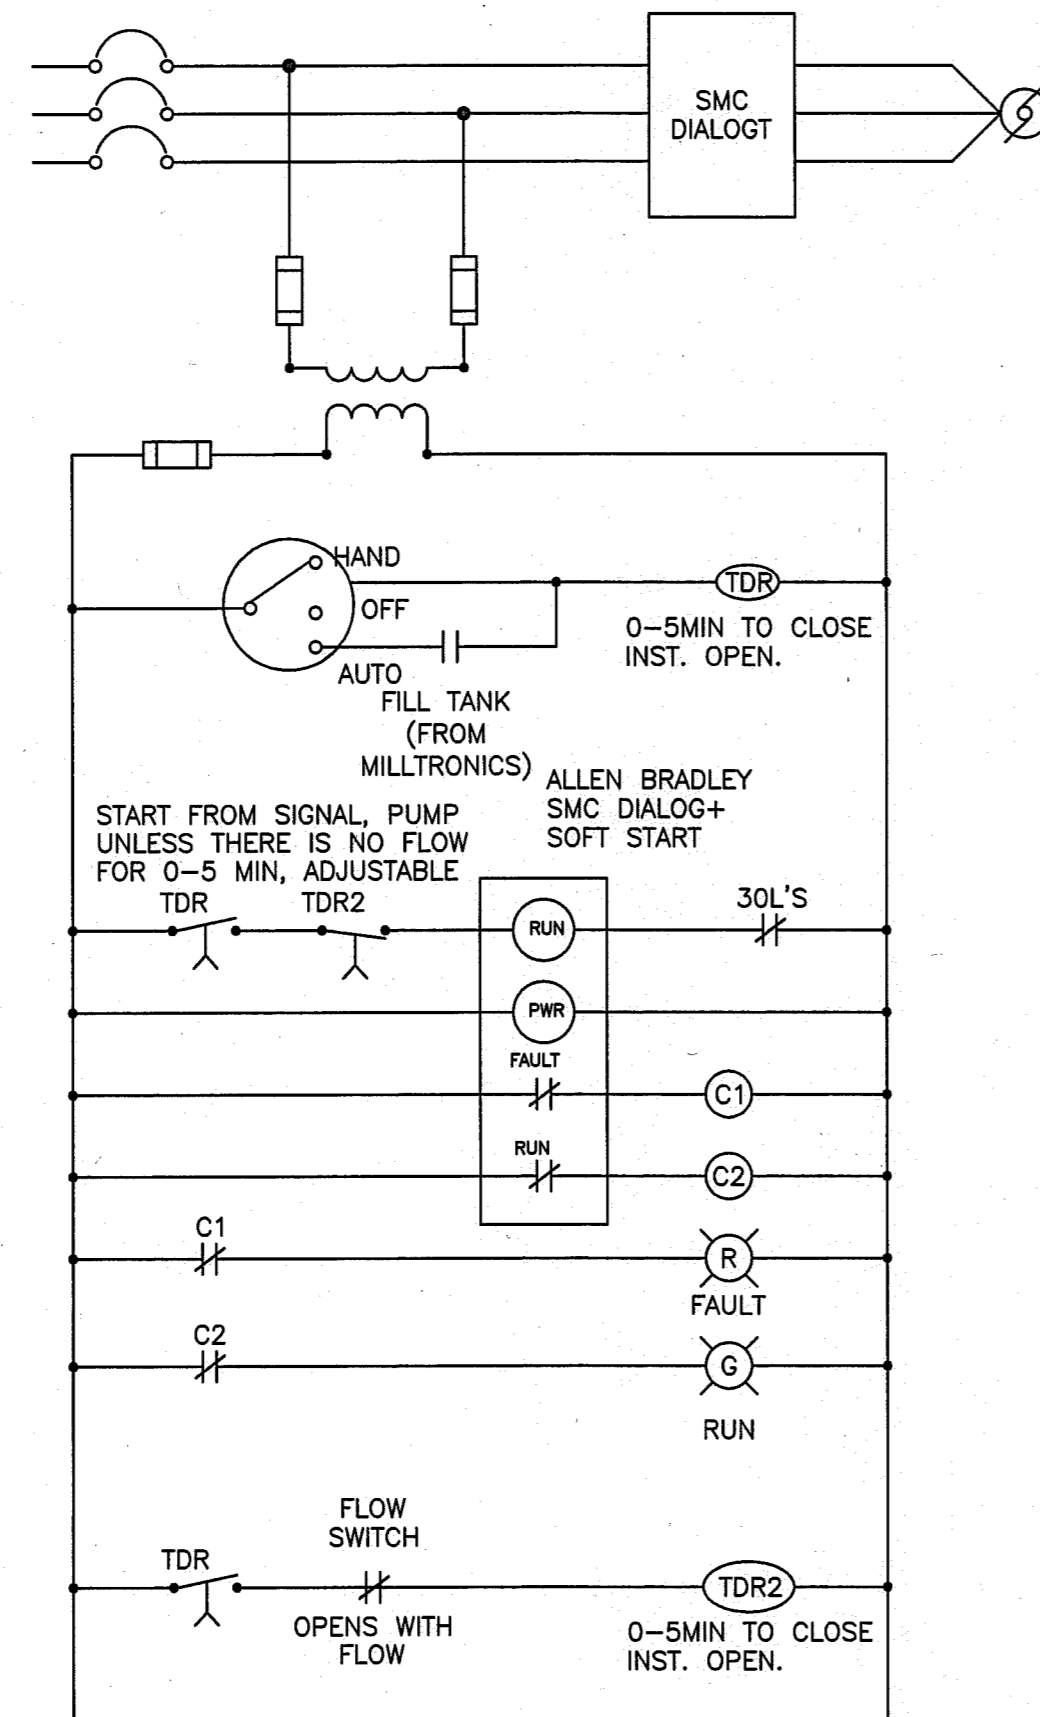 SMC
DIALOGT
HAND
OFF
AUTO
TDR
0-5MIN TO CLOSE
INST. OPEN.
FILL TANK
(FROM
MILLTRONICS)
ALLEN BRADLEY
SMC DIALOG+
SOFT START
START FROM SIGNAL, PUMP
UNLESS THERE IS NO FLOW
FOR 0-5 MIN, ADJUSTABLE
TDR
TDR2
RUN
30L'S
PWR
FAULT
C1
RUN
C2
C1
R
FAULT
C2
G
RUN
FLOW
SWITCH
TDR
TDR2
OPENS WITH
FLOW
0-5MIN TO CLOSE
INST. OPEN.